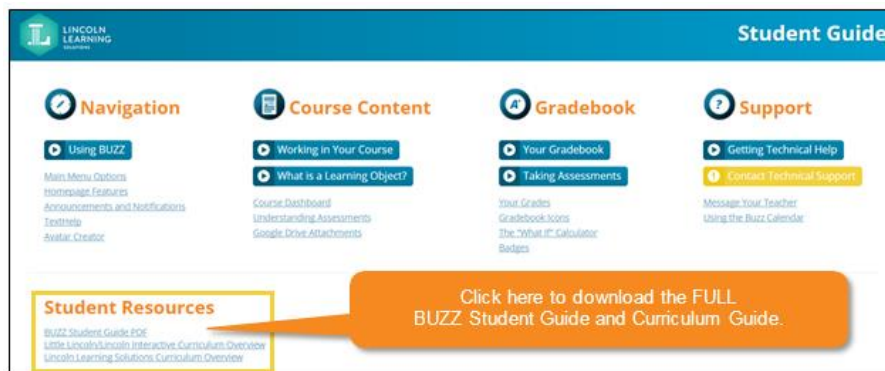 LINCOLN
LEARNING
SOLUTIONS
Student Guide
Navigation
Using BUZZ
Main Menu Options
Homepage Features
Announcements and Notifications
TextHelp
Avatar Creator
Course Content
Working in Your Course
What is a Learning Object?
Course Dashboard
Understanding Assessments
Google Drive Attachments
Gradebook
Your Gradebook
Taking Assessments
Your Grades
Gradebook Icons
The "What If" Calculator
Badges
Support
Getting Technical Help
Contact Technical Support
Message Your Teacher
Using the Buzz Calendar
Student Resources
BUZZ Student Guide PDF
Little Lincoln/Lincoln Interactive Curriculum Overview
Lincoln Learning Solutions Curriculum Overview
Click here to download the FULL
BUZZ Student Guide and Curriculum Guide.